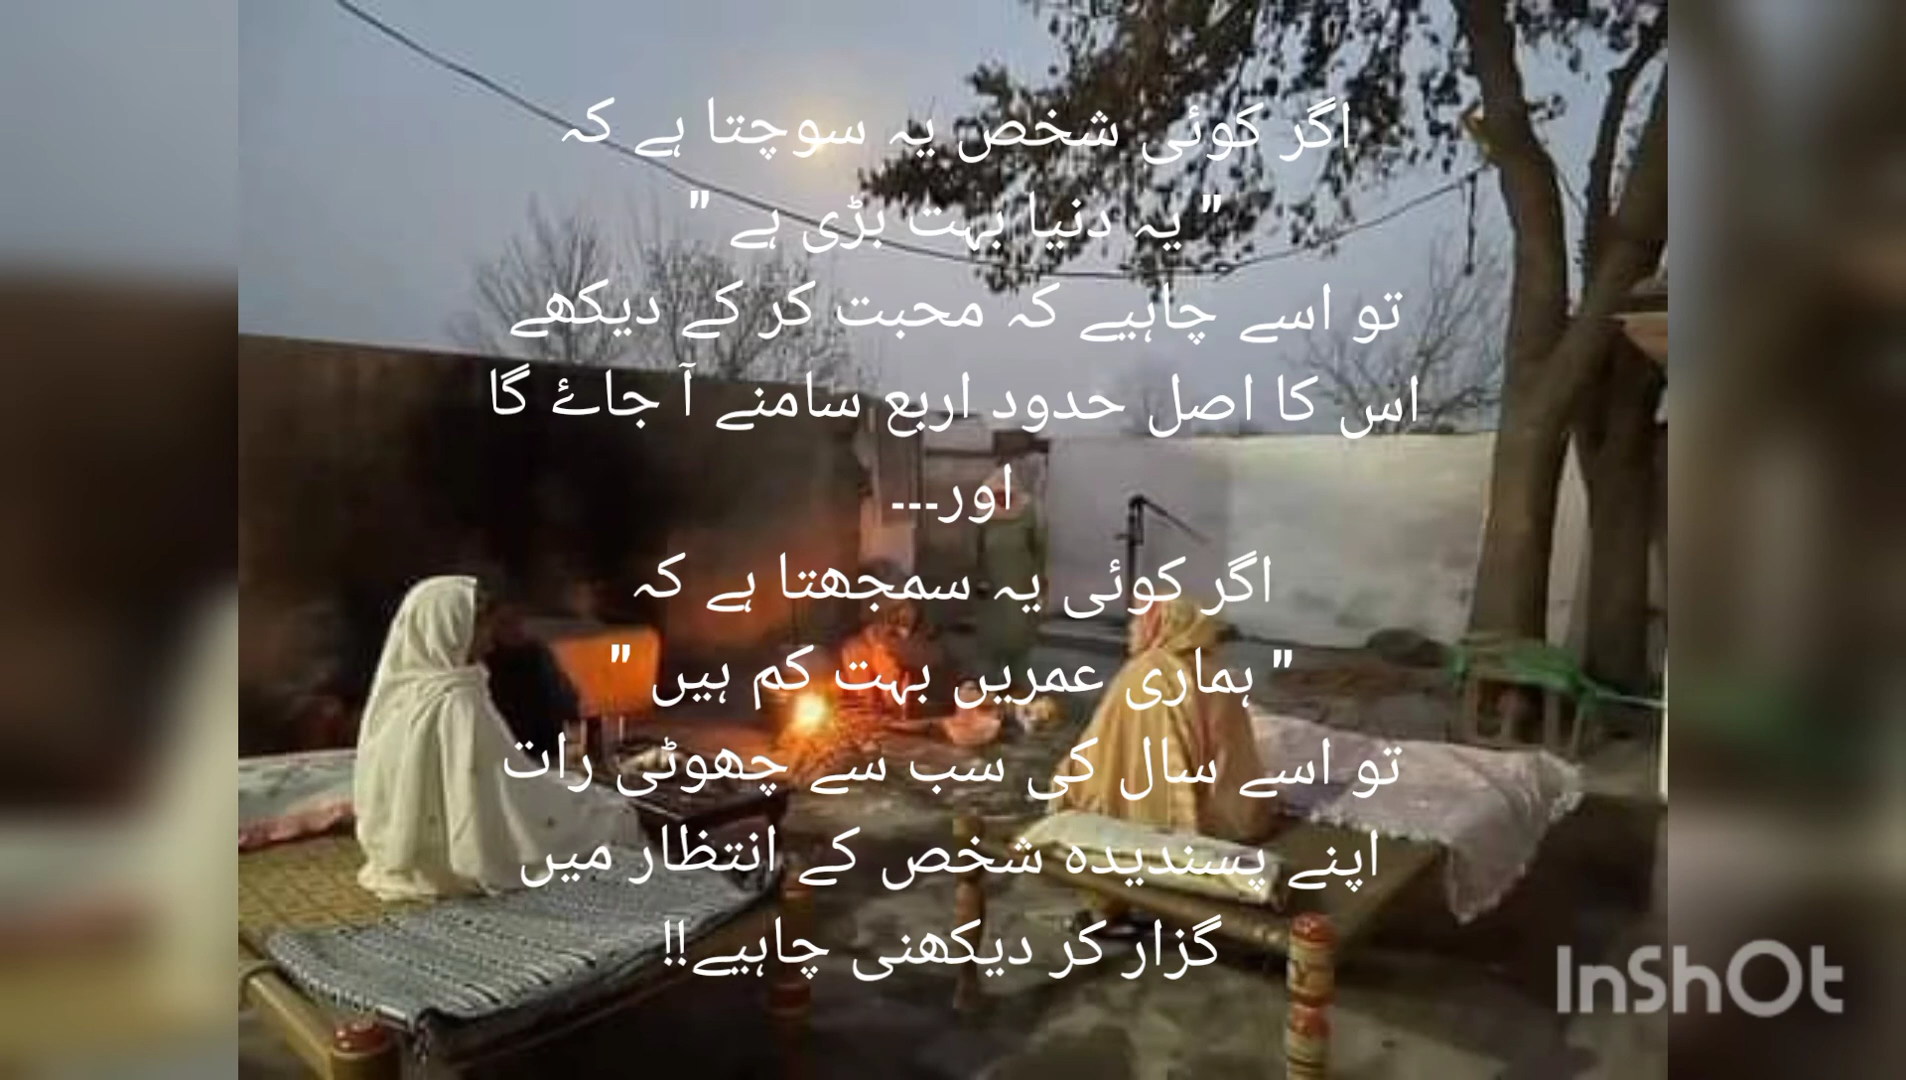 اگر کوئی شخص یہ سوچتا ہے کہ
" یہ دنیا بہت بڑی ہے "
تو اسے چاہیے کہ محبت کر کے دیکھے
اس کا اصل حدود اربع سامنے آ جاۓ گا
اور---
اگر کوئی یہ سمجھتا ہے کہ
" ہماری عمریں بہت کم ہیں "
تو اسے سال کی سب سے چھوٹی رات
اپنے پسندیدہ شخص کے انتظار میں
گزار کر دیکھنی چاہیے!!
InShOt